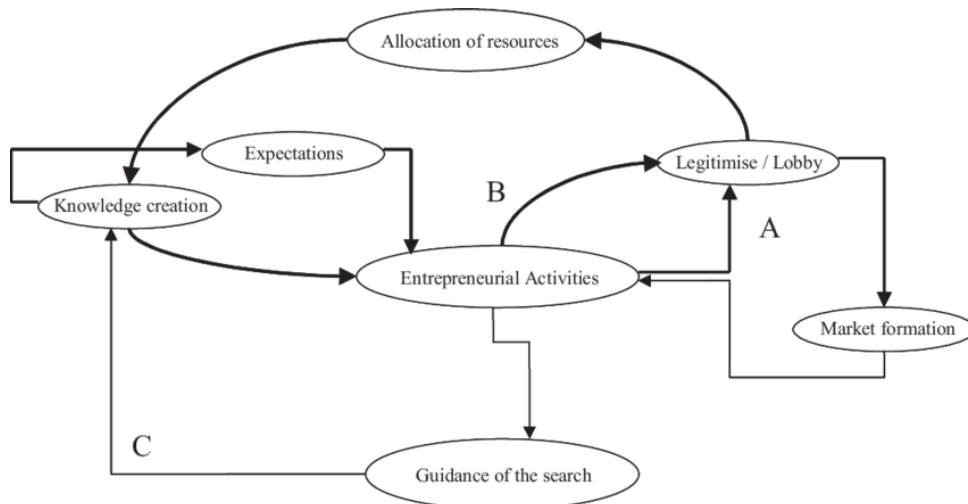 Allocation of resources
Expectations
Legitimise / Lobby
B
Knowledge creation
A
Entrepreneurial Activities
Market formation
C
Guidance of the search